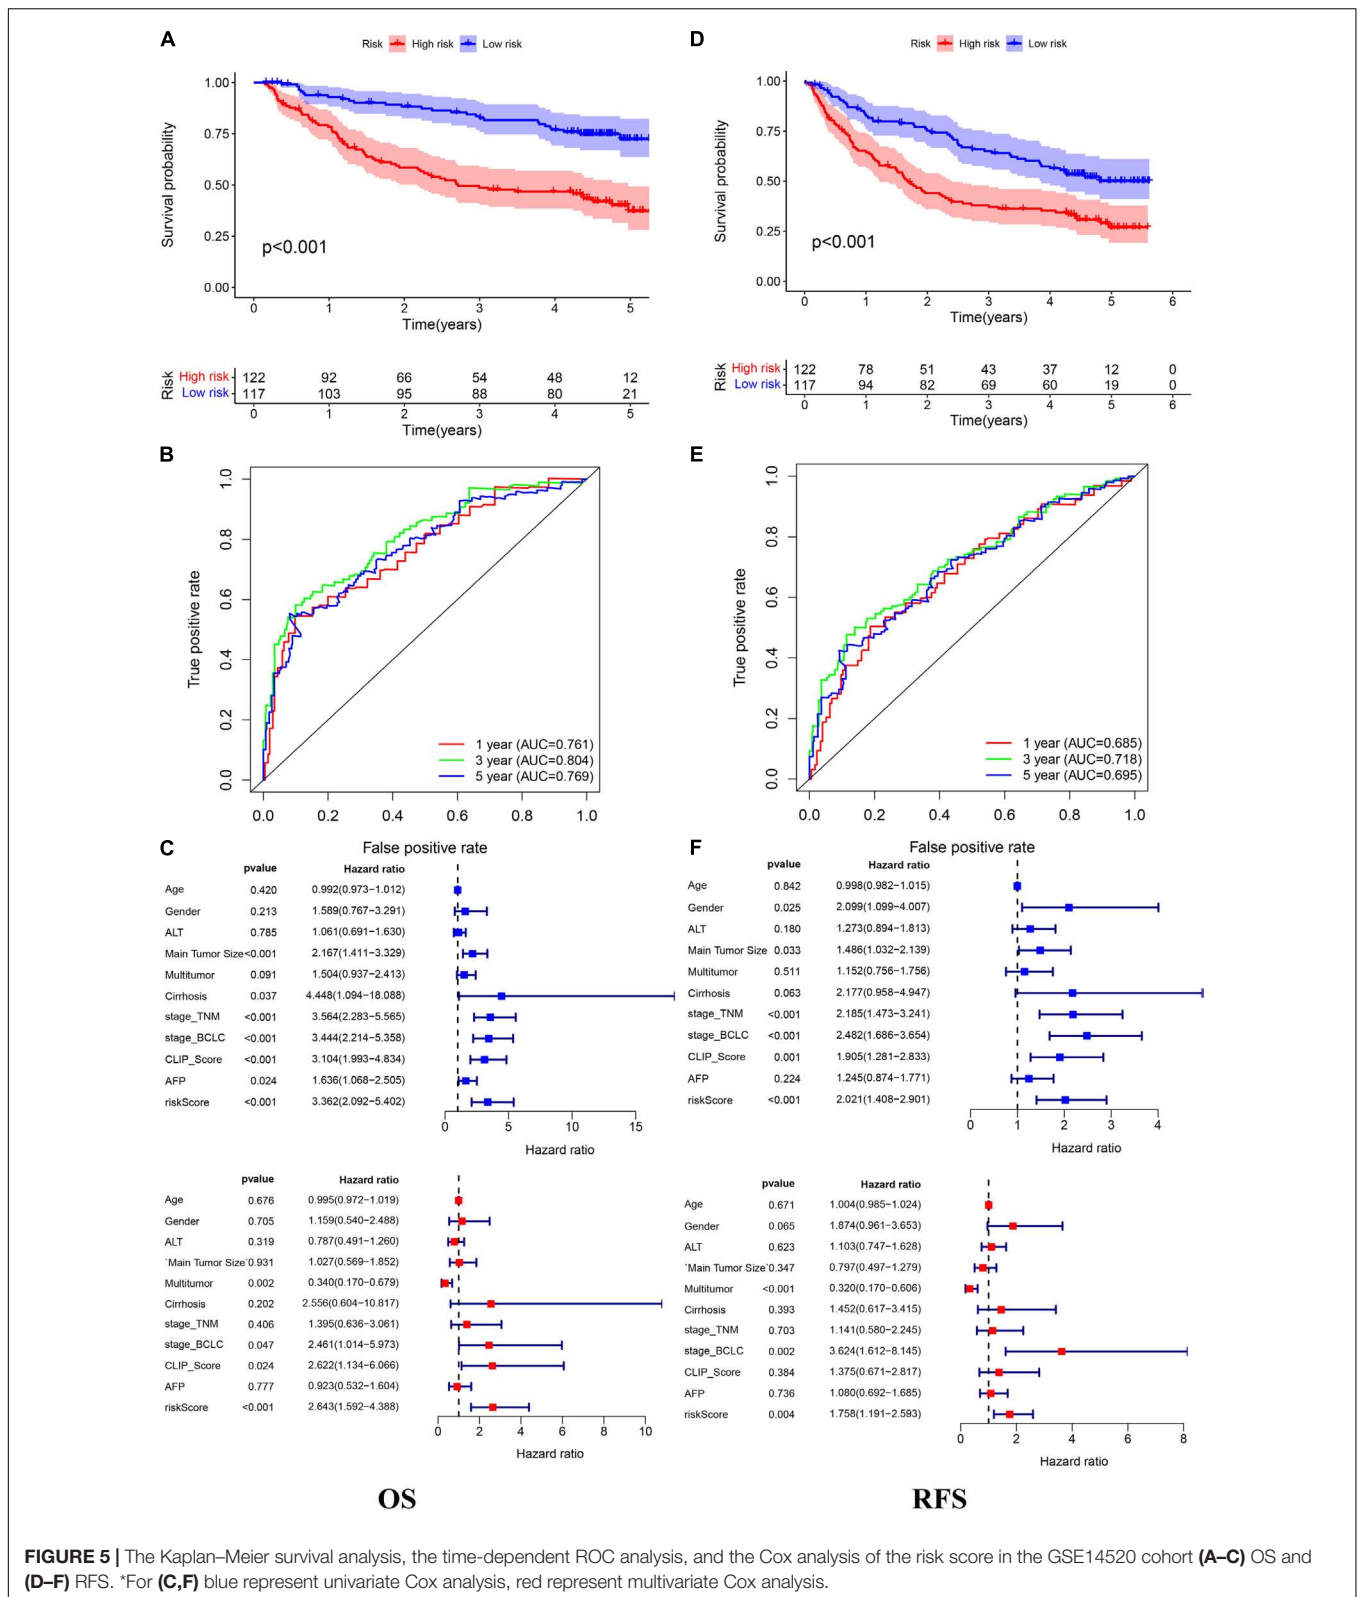 A
Risk High risk Low risk
Survival probability
1.00
0.75
0.50
0.25
0.00
p<0.001
0 1 2 3 4 5
Time(years)
Risk
High risk 122 92 66 54 48 12
Low risk 117 103 95 88 80 21
0 1 2 3 4 5
Time(years)
D
Risk High risk Low risk
Survival probability
1.00
0.75
0.50
0.25
0.00
p<0.001
0 1 2 3 4 5 6
Time(years)
Risk
High risk 122 78 51 43 37 12 0
Low risk 117 94 82 69 60 19 0
0 1 2 3 4 5 6
Time(years)
B
True positive rate
1.0
0.8
0.6
0.4
0.2
0.0
1 year (AUC=0.761)
3 year (AUC=0.804)
5 year (AUC=0.769)
0.0 0.2 0.4 0.6 0.8 1.0
False positive rate
E
True positive rate
1.0
0.8
0.6
0.4
0.2
0.0
1 year (AUC=0.685)
3 year (AUC=0.718)
5 year (AUC=0.695)
0.0 0.2 0.4 0.6 0.8 1.0
False positive rate
C
pvalue Hazard ratio
Age 0.420 0.992(0.973−1.012)
Gender 0.213 1.589(0.767−3.291)
ALT 0.785 1.061(0.691−1.630)
Main Tumor Size <0.001 2.167(1.411−3.329)
Multitumor 0.091 1.504(0.937−2.413)
Cirrhosis 0.037 4.448(1.094−18.088)
stage_TNM <0.001 3.564(2.283−5.565)
stage_BCLC <0.001 3.444(2.214−5.358)
CLIP_Score <0.001 3.104(1.993−4.834)
AFP 0.024 1.636(1.068−2.505)
riskScore <0.001 3.362(2.092−5.402)
0 5 10 15
Hazard ratio
pvalue Hazard ratio
Age 0.676 0.995(0.972−1.019)
Gender 0.705 1.159(0.540−2.488)
ALT 0.319 0.787(0.491−1.260)
`Main Tumor Size` 0.931 1.027(0.569−1.852)
Multitumor 0.002 0.340(0.170−0.679)
Cirrhosis 0.202 2.556(0.604−10.817)
stage_TNM 0.406 1.395(0.636−3.061)
stage_BCLC 0.047 2.461(1.014−5.973)
CLIP_Score 0.024 2.622(1.134−6.066)
AFP 0.777 0.923(0.532−1.604)
riskScore <0.001 2.643(1.592−4.388)
0 2 4 6 8 10
Hazard ratio
OS
F
pvalue Hazard ratio
Age 0.842 0.998(0.982−1.015)
Gender 0.025 2.099(1.099−4.007)
ALT 0.180 1.273(0.894−1.813)
Main Tumor Size 0.033 1.486(1.032−2.139)
Multitumor 0.511 1.152(0.756−1.756)
Cirrhosis 0.063 2.177(0.958−4.947)
stage_TNM <0.001 2.185(1.473−3.241)
stage_BCLC <0.001 2.482(1.686−3.654)
CLIP_Score 0.001 1.905(1.281−2.833)
AFP 0.224 1.245(0.874−1.771)
riskScore <0.001 2.021(1.408−2.901)
0 1 2 3 4
Hazard ratio
pvalue Hazard ratio
Age 0.671 1.004(0.985−1.024)
Gender 0.065 1.874(0.961−3.653)
ALT 0.623 1.103(0.747−1.628)
`Main Tumor Size` 0.347 0.797(0.497−1.279)
Multitumor <0.001 0.320(0.170−0.606)
Cirrhosis 0.393 1.452(0.617−3.415)
stage_TNM 0.703 1.141(0.580−2.245)
stage_BCLC 0.002 3.624(1.612−8.145)
CLIP_Score 0.384 1.375(0.671−2.817)
AFP 0.736 1.080(0.692−1.685)
riskScore 0.004 1.758(1.191−2.593)
0 2 4 6 8
Hazard ratio
RFS
FIGURE 5 | The Kaplan–Meier survival analysis, the time-dependent ROC analysis, and the Cox analysis of the risk score in the GSE14520 cohort (A–C) OS and
(D–F) RFS. *For (C,F) blue represent univariate Cox analysis, red represent multivariate Cox analysis.